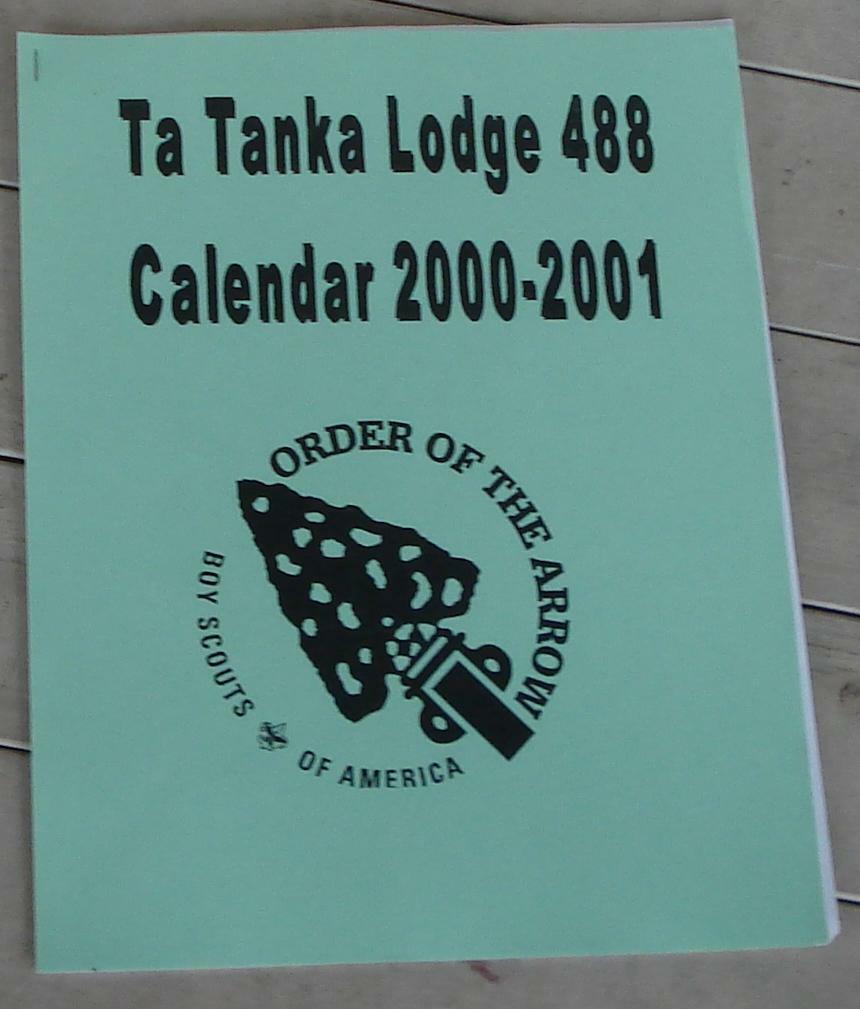 Ta Tanka Lodge 488
Calendar 2000-2001
ORDER OF THE ARROW
BOY SCOUTS OF AMERICA